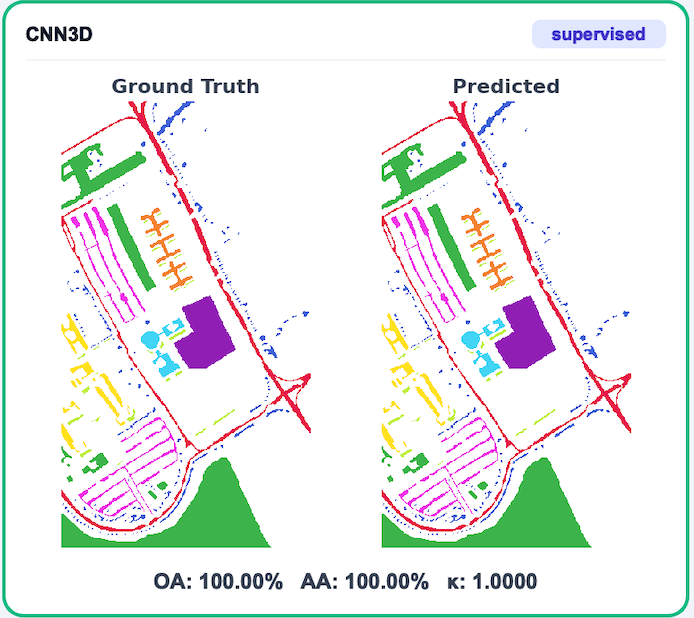 CNN3D supervised
Ground Truth Predicted
OA: 100.00% AA: 100.00% κ: 1.0000